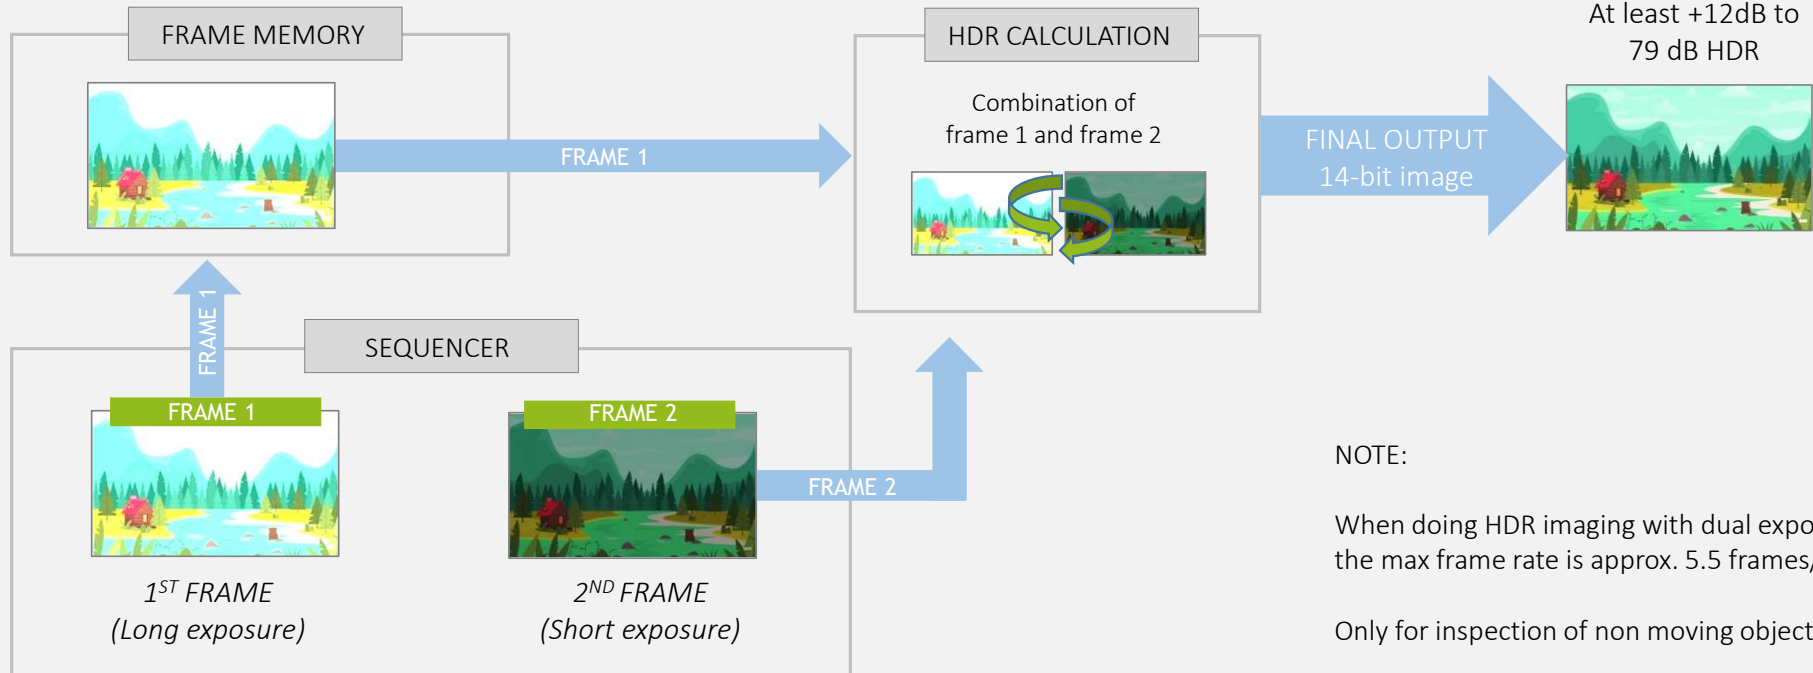 FRAME MEMORY
FRAME 1
FRAME 1
HDR CALCULATION
Combination of
frame 1 and frame 2
FINAL OUTPUT
14-bit image
At least +12dB to
79 dB HDR
SEQUENCER
FRAME 1
1ST FRAME
(Long exposure)
FRAME 2
2ND FRAME
(Short exposure)
FRAME 2
NOTE:
When doing HDR imaging with dual expo
the max frame rate is approx. 5.5 frames/
Only for inspection of non moving object